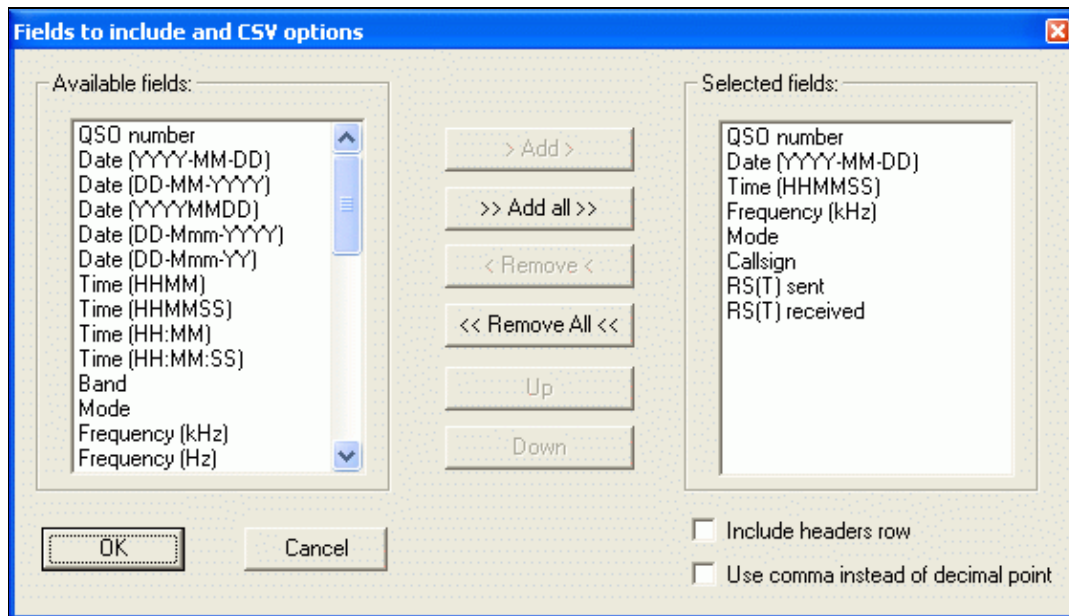 Fields to include and CSV options
Available fields:
QSO number
Date (YYYY-MM-DD)
Date (DD-MM-YYYY)
Date (YYYYMMDD)
Date (DD-Mmm-YYYY)
Date (DD-Mmm-YY)
Time (HHMM)
Time (HHMMSS)
Time (HH:MM)
Time (HH:MM:SS)
Band
Mode
Frequency (kHz)
Frequency (Hz)
> Add >
>> Add all >>
< Remove <
<< Remove All <<
Up
Down
Selected fields:
QSO number
Date (YYYY-MM-DD)
Time (HHMMSS)
Frequency (kHz)
Mode
Callsign
RS(T) sent
RS(T) received
OK
Cancel
Include headers row
Use comma instead of decimal point